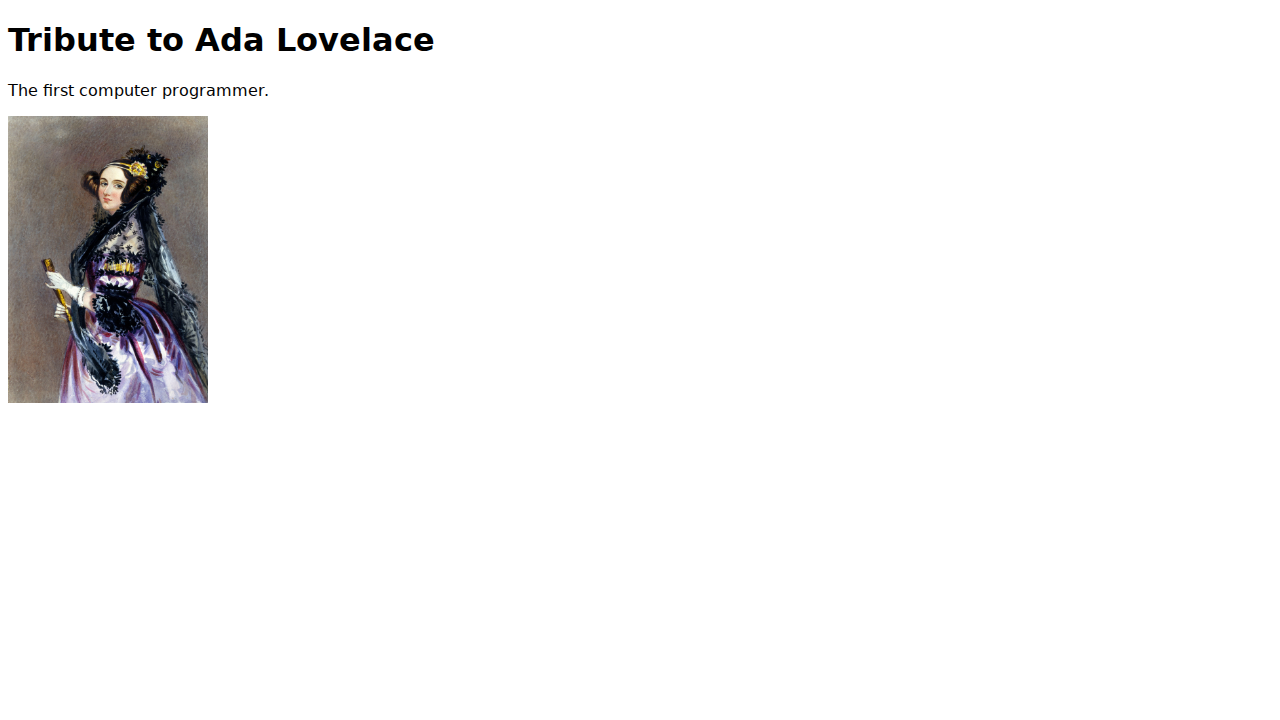 Tribute to Ada Lovelace
The first computer programmer.